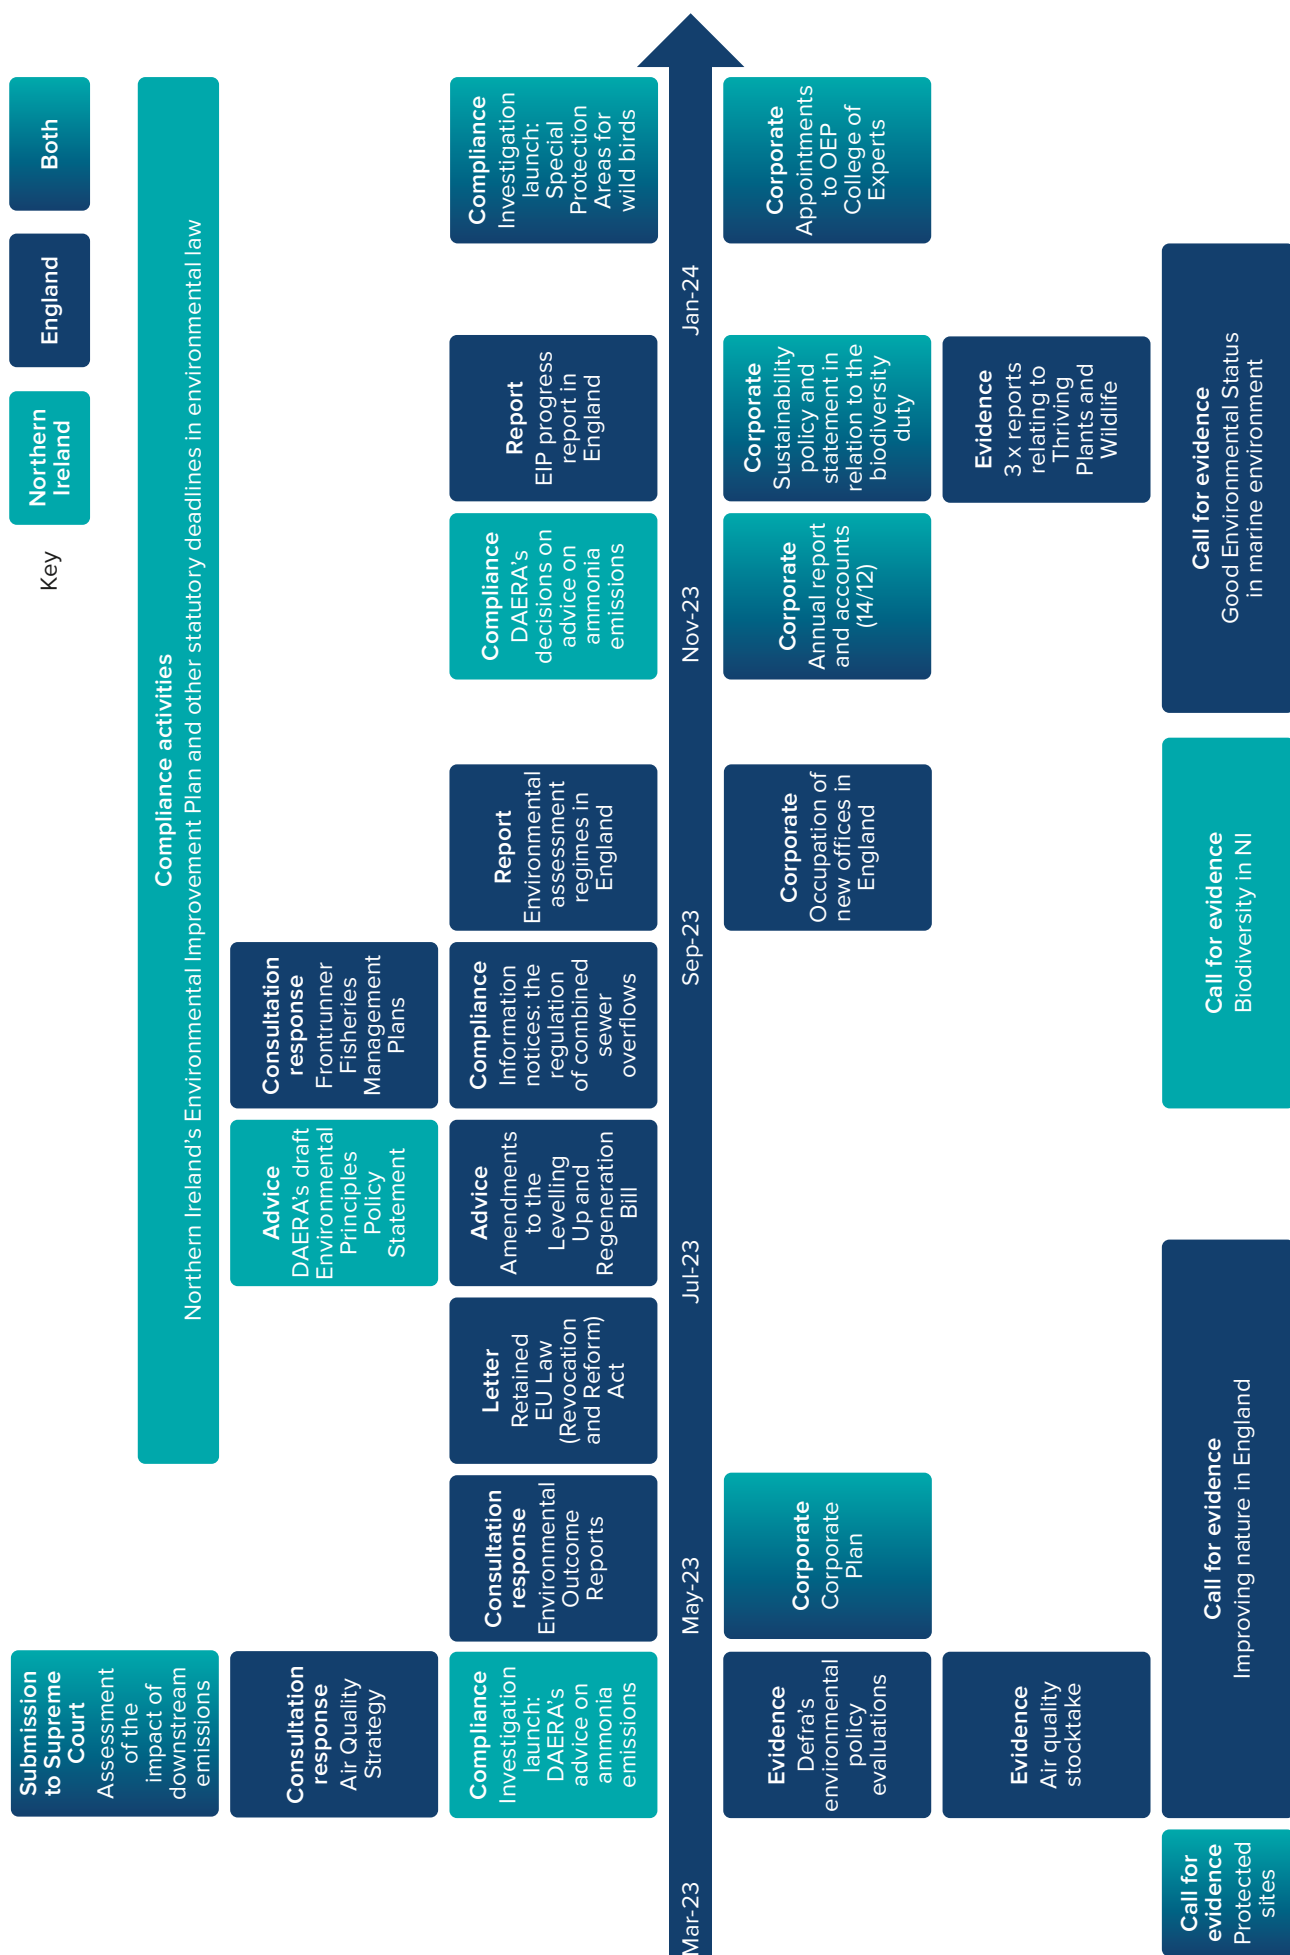 Key
Northern
Ireland
England
Both
Compliance activities
Northern Ireland’s Environmental Improvement Plan and other statutory deadlines in environmental law
Submission
to Supreme
Court
Assessment
of the
impact of
downstream
emissions
Consultation
response
Air Quality
Strategy
Advice
DAERA’s draft
Environmental
Principles
Policy
Statement
Consultation
response
Frontrunner
Fisheries
Management
Plans
Compliance
Investigation
launch:
DAERA’s
advice on
ammonia
emissions
Consultation
response
Environmental
Outcome
Reports
Letter
Retained
EU Law
(Revocation
and Reform)
Act
Advice
Amendments
to the
Levelling
Up and
Regeneration
Bill
Compliance
Information
notices: the
regulation
of combined
sewer
overflows
Report
Environmental
assessment
regimes in
England
Compliance
DAERA’s
decisions on
advice on
ammonia
emissions
Report
EIP progress
report in
England
Compliance
Investigation
launch:
Special
Protection
Areas for
wild birds
Mar-23
May-23
Jul-23
Sep-23
Nov-23
Jan-24
Evidence
Defra’s
environmental
policy
evaluations
Corporate
Corporate
Plan
Corporate
Occupation of
new offices in
England
Corporate
Annual report
and accounts
(14/12)
Corporate
Sustainability
policy and
statement in
relation to the
biodiversity
duty
Corporate
Appointments
to OEP
College of
Experts
Evidence
Air quality
stocktake
Evidence
3 x reports
relating to
Thriving
Plants and
Wildlife
Call for
evidence
Protected
sites
Call for evidence
Improving nature in England
Call for evidence
Biodiversity in NI
Call for evidence
Good Environmental Status
in marine environment